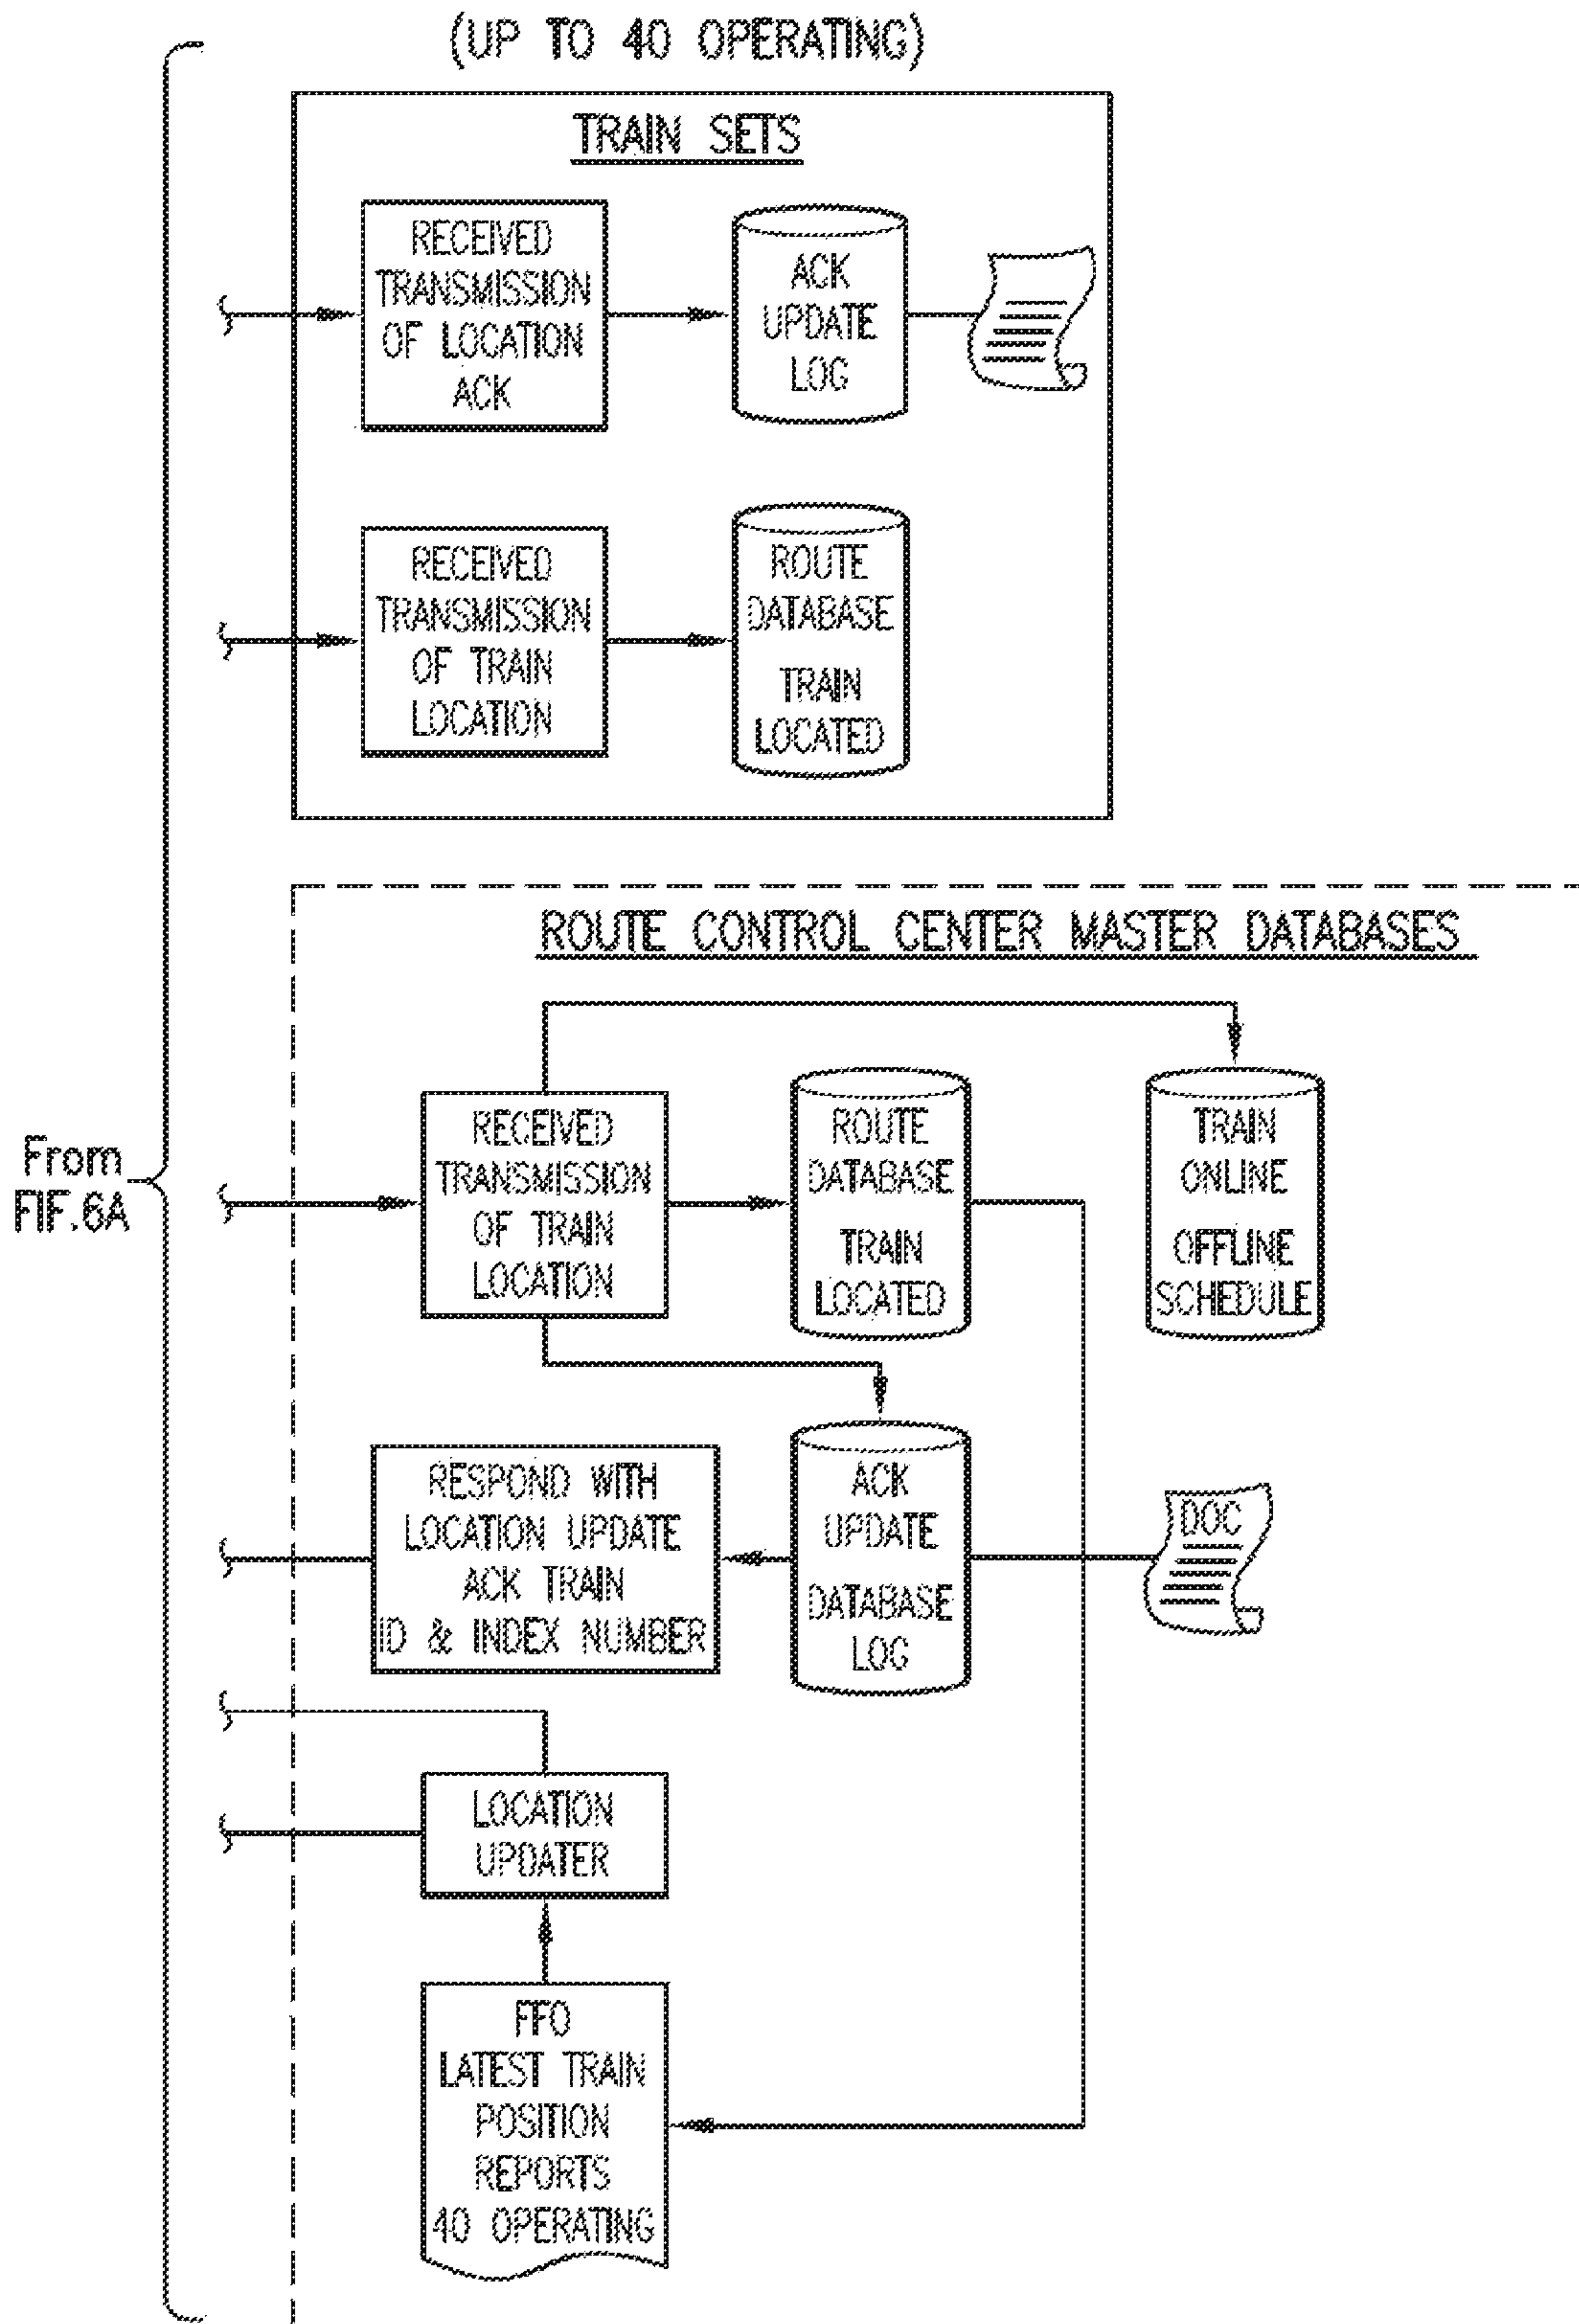 (UP TO 40 OPERATING)
TRAIN SETS
RECEIVED
TRANSMISSION
OF LOCATION
ACK
ACK
UPDATE
LOG
RECEIVED
TRANSMISSION
OF TRAIN
LOCATION
ROUTE
DATABASE
TRAIN
LOCATED
From
FIF.6A
ROUTE CONTROL CENTER MASTER DATABASES
RECEIVED
TRANSMISSION
OF TRAIN
LOCATION
ROUTE
DATABASE
TRAIN
LOCATED
TRAIN
ONLINE
OFFLINE
SCHEDULE
RESPOND WITH
LOCATION UPDATE
ACK TRAIN
ID & INDEX NUMBER
ACK
UPDATE
DATABASE
LOG
DOC
LOCATION
UPDATER
FIFO
LATEST TRAIN
POSITION
REPORTS
40 OPERATING